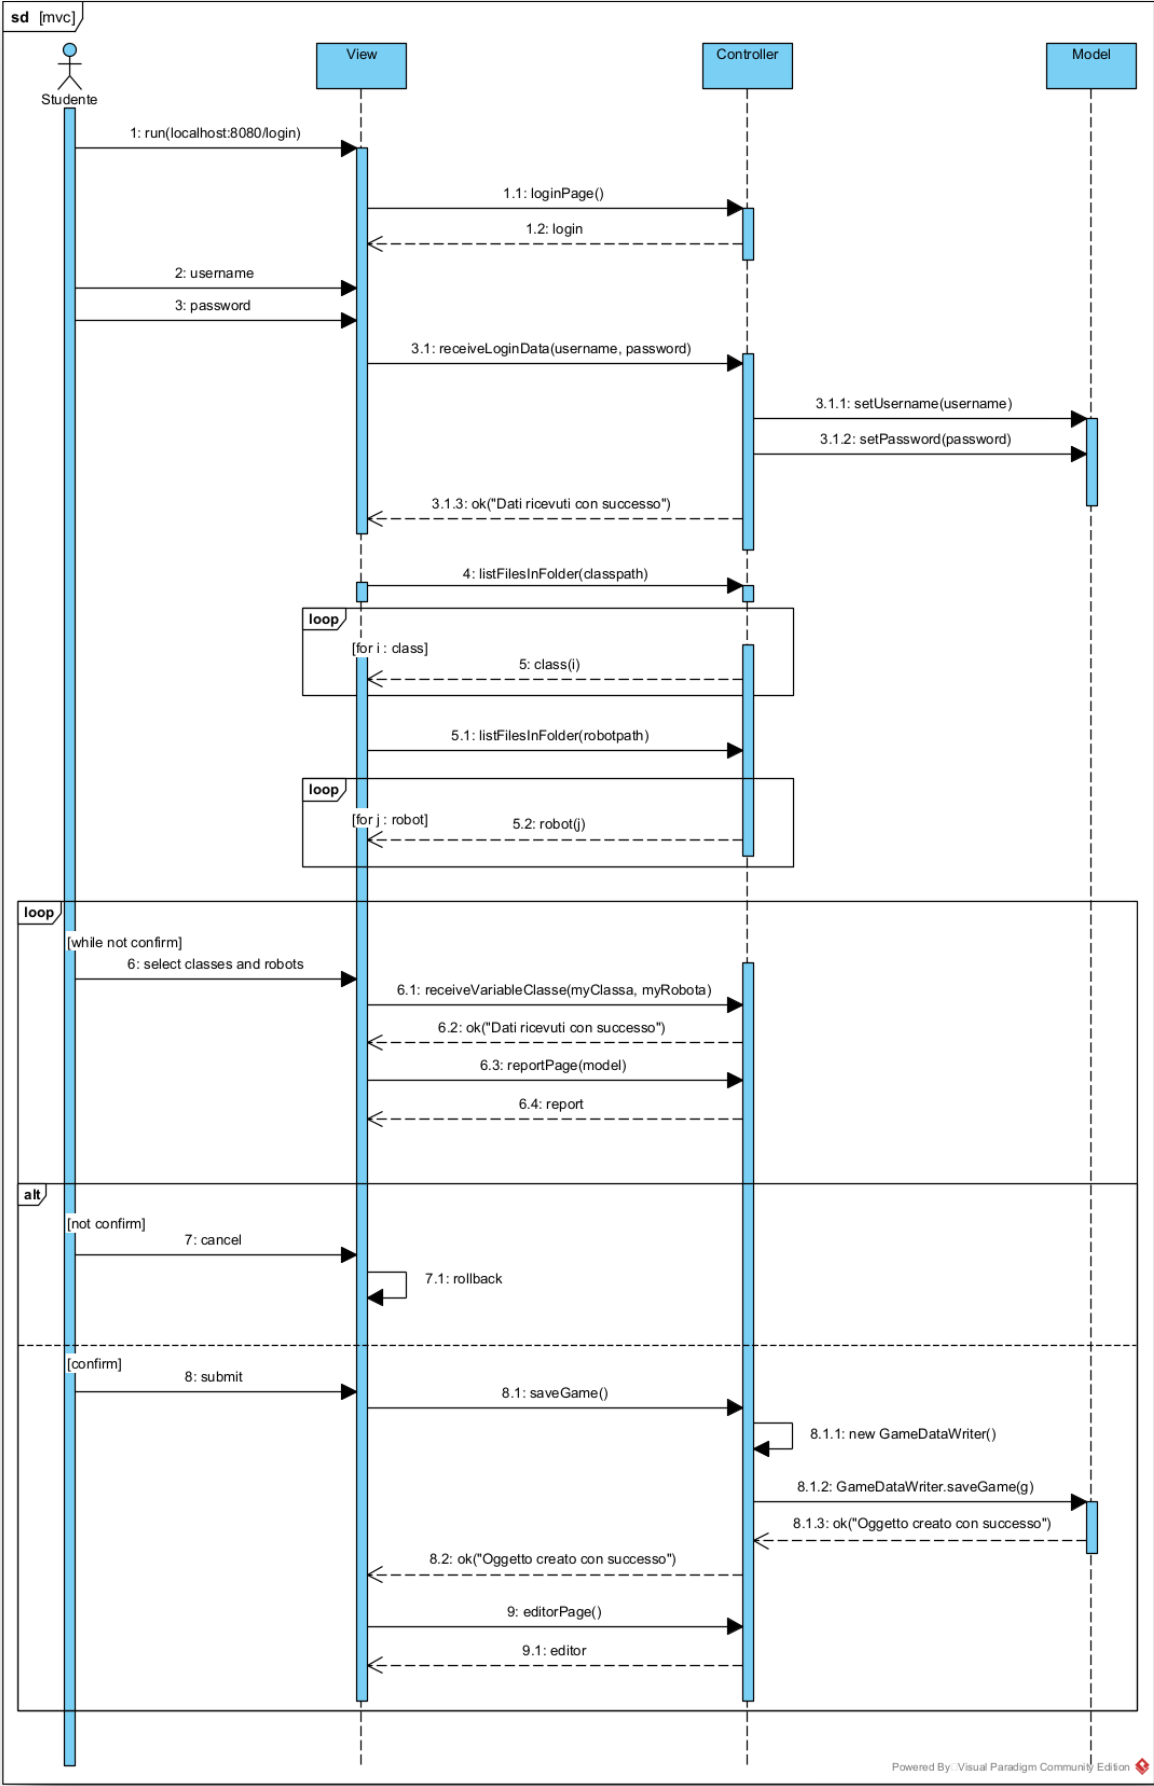 sd [mvc]
View
Controller
Model
Studente
1: run(localhost:8080/login)
1.1: loginPage()
1.2: login
2: username
3: password
3.1: receiveLoginData(username, password)
3.1.1: setUsername(username)
3.1.2: setPassword(password)
3.1.3: ok("Dati ricevuti con successo")
4: listFilesInFolder(classpath)
loop
[for i : class]
5: class(i)
5.1: listFilesInFolder(robotpath)
loop
[for j : robot]
5.2: robot(j)
loop
[while not confirm]
6: select classes and robots
6.1: receiveVariableClasse(myClassa, myRobota)
6.2: ok("Dati ricevuti con successo")
6.3: reportPage(model)
6.4: report
alt
[not confirm]
7: cancel
7.1: rollback
[confirm]
8: submit
8.1: saveGame()
8.1.1: new GameDataWriter()
8.1.2: GameDataWriter.saveGame(g)
8.1.3: ok("Oggetto creato con successo")
8.2: ok("Oggetto creato con successo")
9: editorPage()
9.1: editor
Powered By Visual Paradigm Community Edition